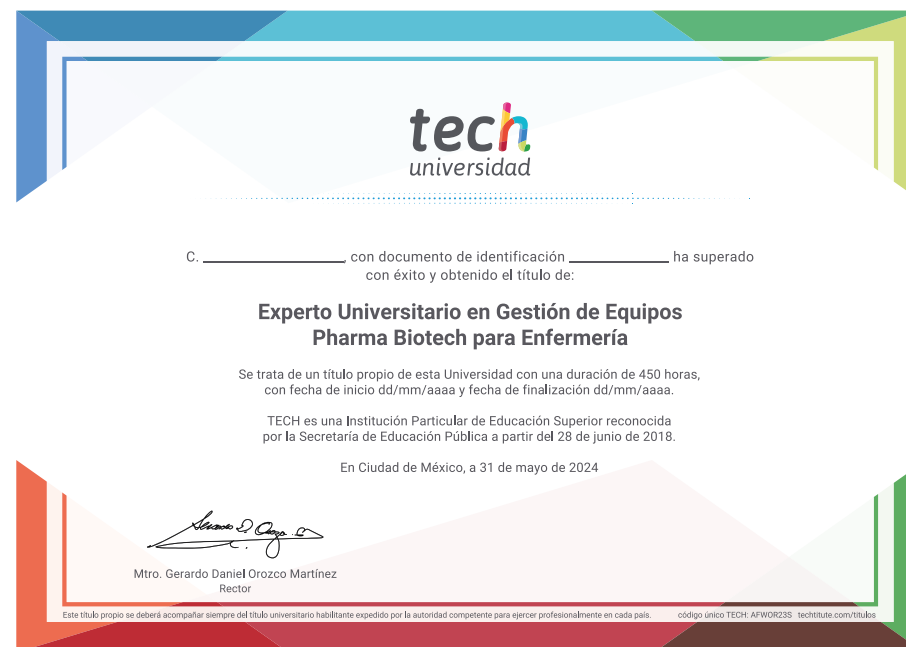 tech
universidad
C. ____________________, con documento de identificación ______________ ha superado
con éxito y obtenido el título de:
Experto Universitario en Gestión de Equipos
Pharma Biotech para Enfermería
Se trata de un título propio de esta Universidad con una duración de 450 horas,
con fecha de inicio dd/mm/aaaa y fecha de finalización dd/mm/aaaa.
TECH es una Institución Particular de Educación Superior reconocida
por la Secretaría de Educación Pública a partir del 28 de junio de 2018.
En Ciudad de México, a 31 de mayo de 2024
Mtro. Gerardo Daniel Orozco Martínez
Rector
Este título propio se deberá acompañar siempre del título universitario habilitante expedido por la autoridad competente para ejercer profesionalmente en cada país. código único TECH: AFWOR23S techtitute.com/titulos